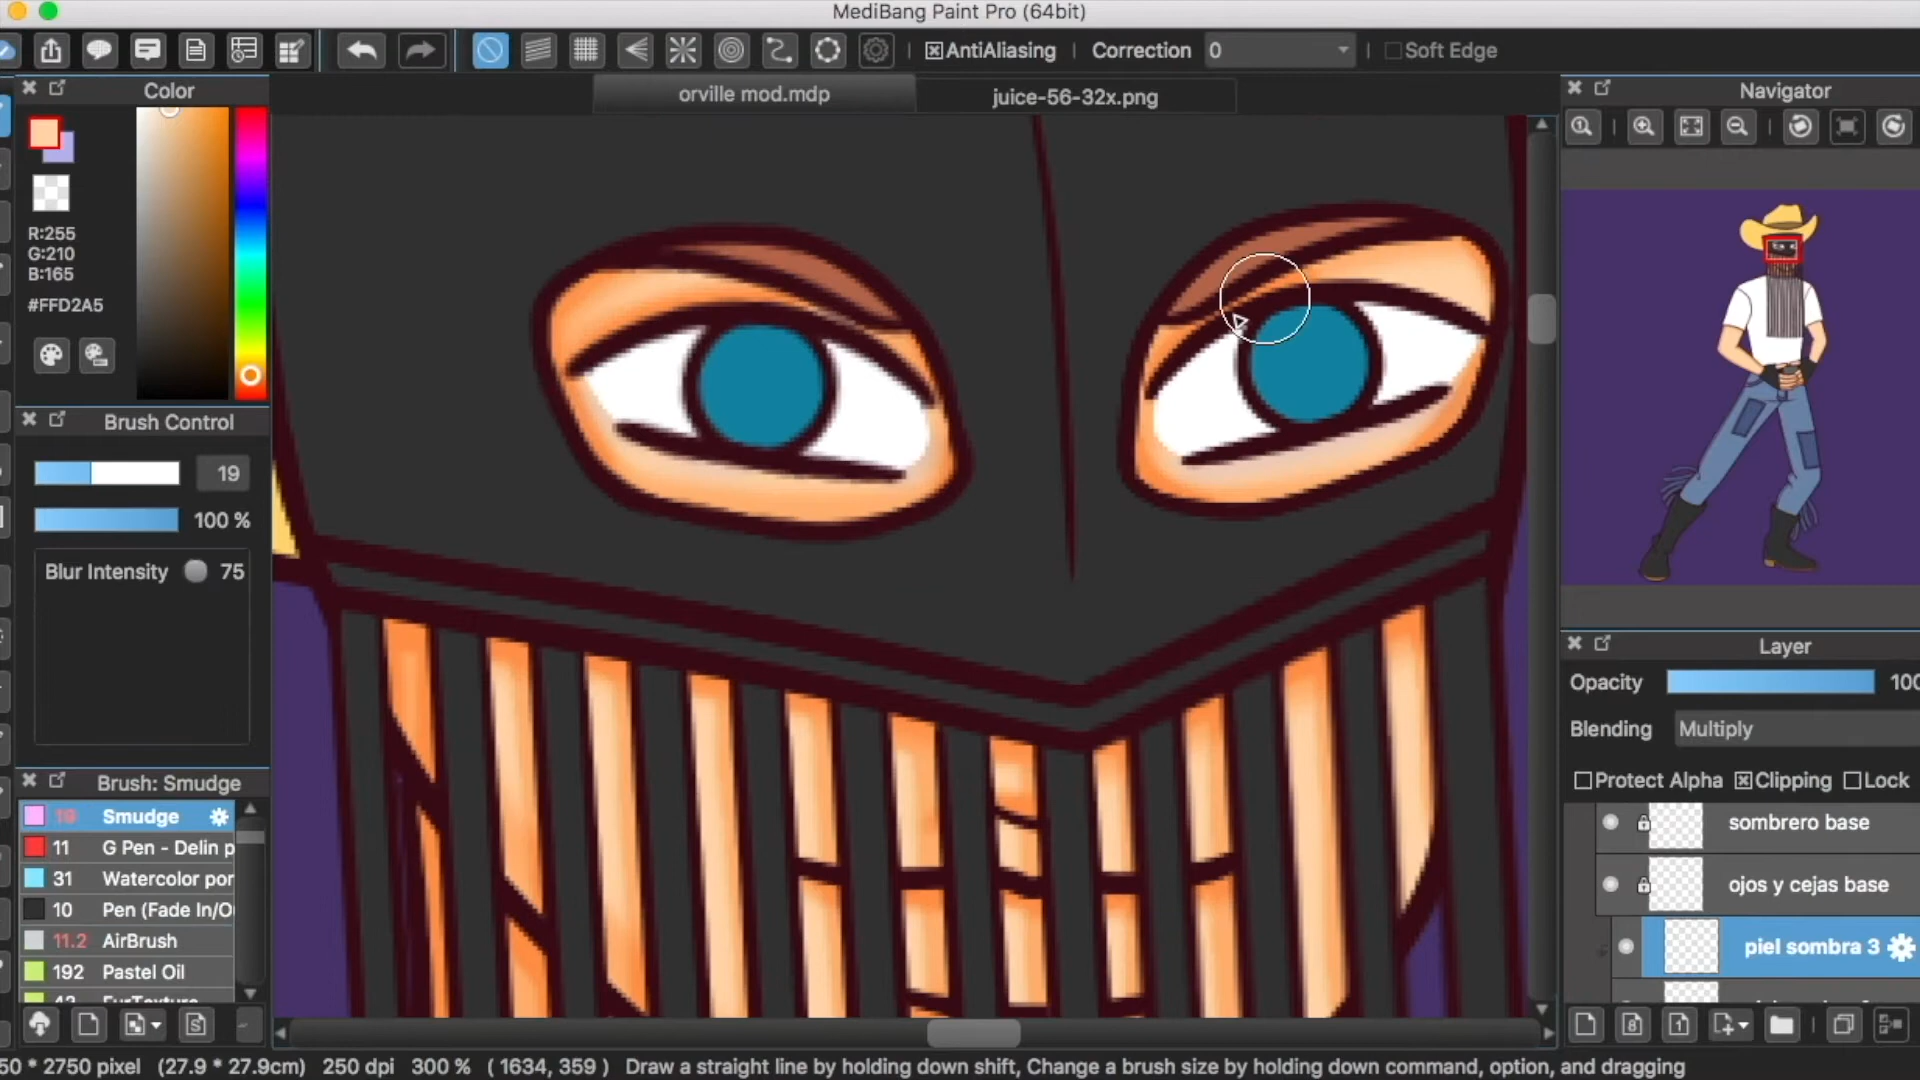 MediBang Paint Pro (64bit)
AntiAliasing
Correction 0
Soft Edge
orville mod.mdp
juice-56-32x.png
Color
R:255
G:210
B:165
#FFD2A5
Brush Control
19
100 %
Blur Intensity 75
Brush: Smudge
19 Smudge
11 G Pen - Delin p
31 Watercolor por
10 Pen (Fade In/O
11.2 AirBrush
192 Pastel Oil
Navigator
Layer
Opacity 100
Blending Multiply
Protect Alpha Clipping Lock
sombrero base
ojos y cejas base
piel sombra 3
50 * 2750 pixel (27.9 * 27.9cm) 250 dpi 300 % ( 1634, 359 ) Draw a straight line by holding down shift, Change a brush size by holding down command, option, and dragging